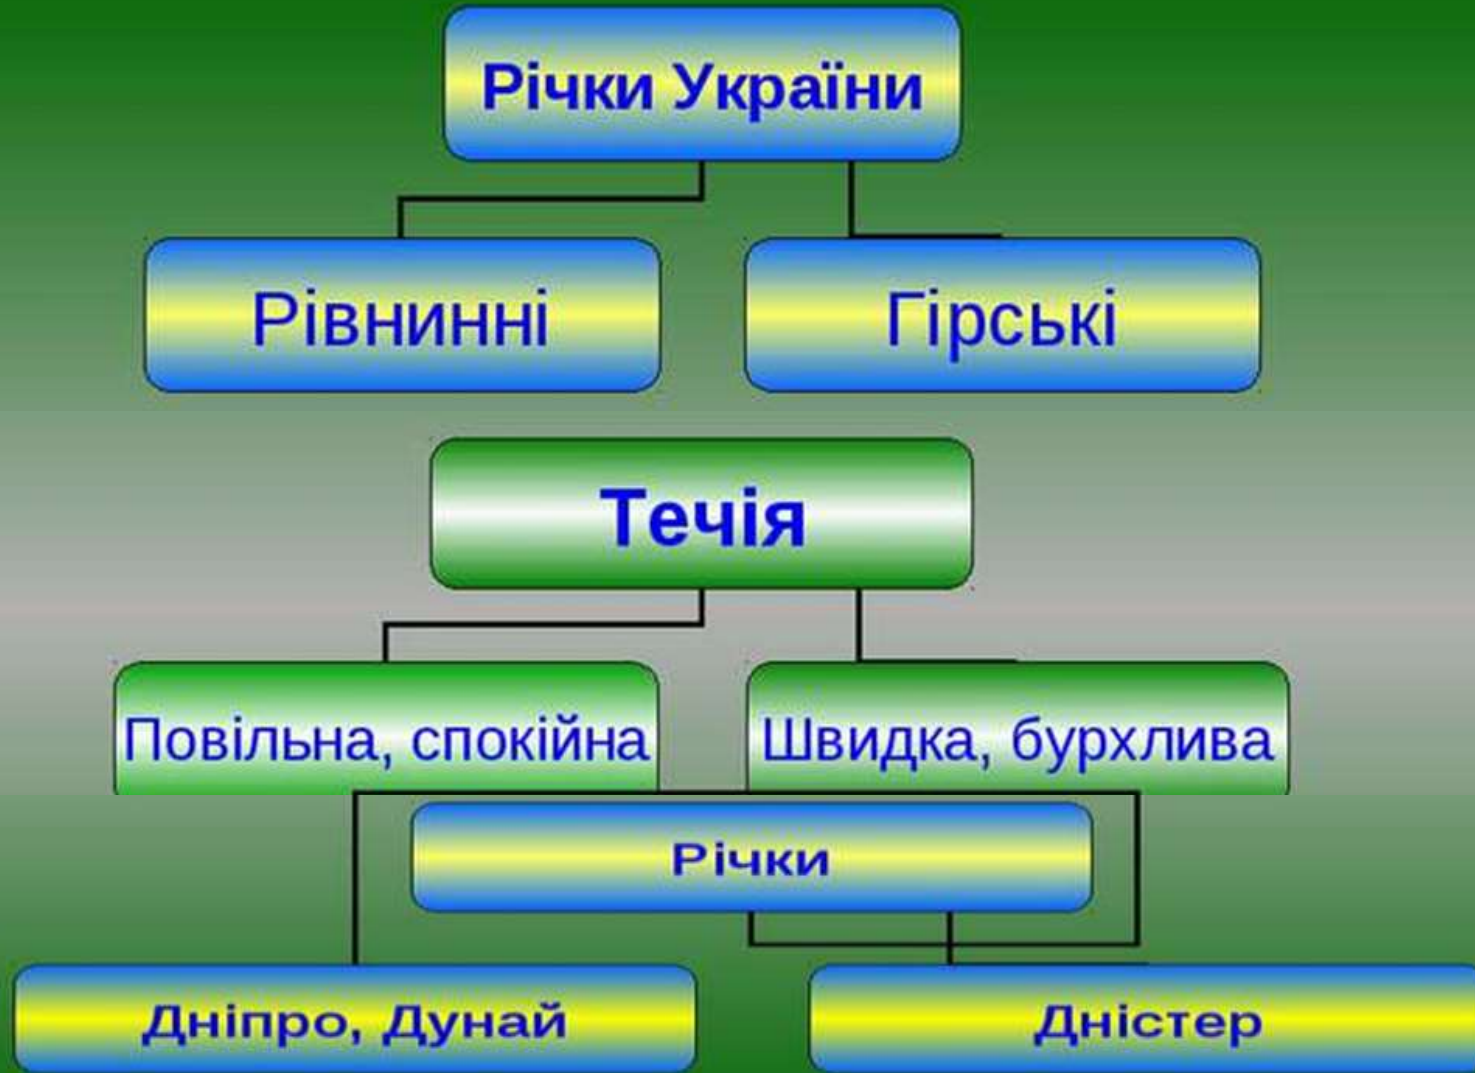 Річки України
Рівнинні
Гірські
Течія
Повільна, спокійна
Швидка, бурхлива
Річки
Дніпро, Дунай
Дністер